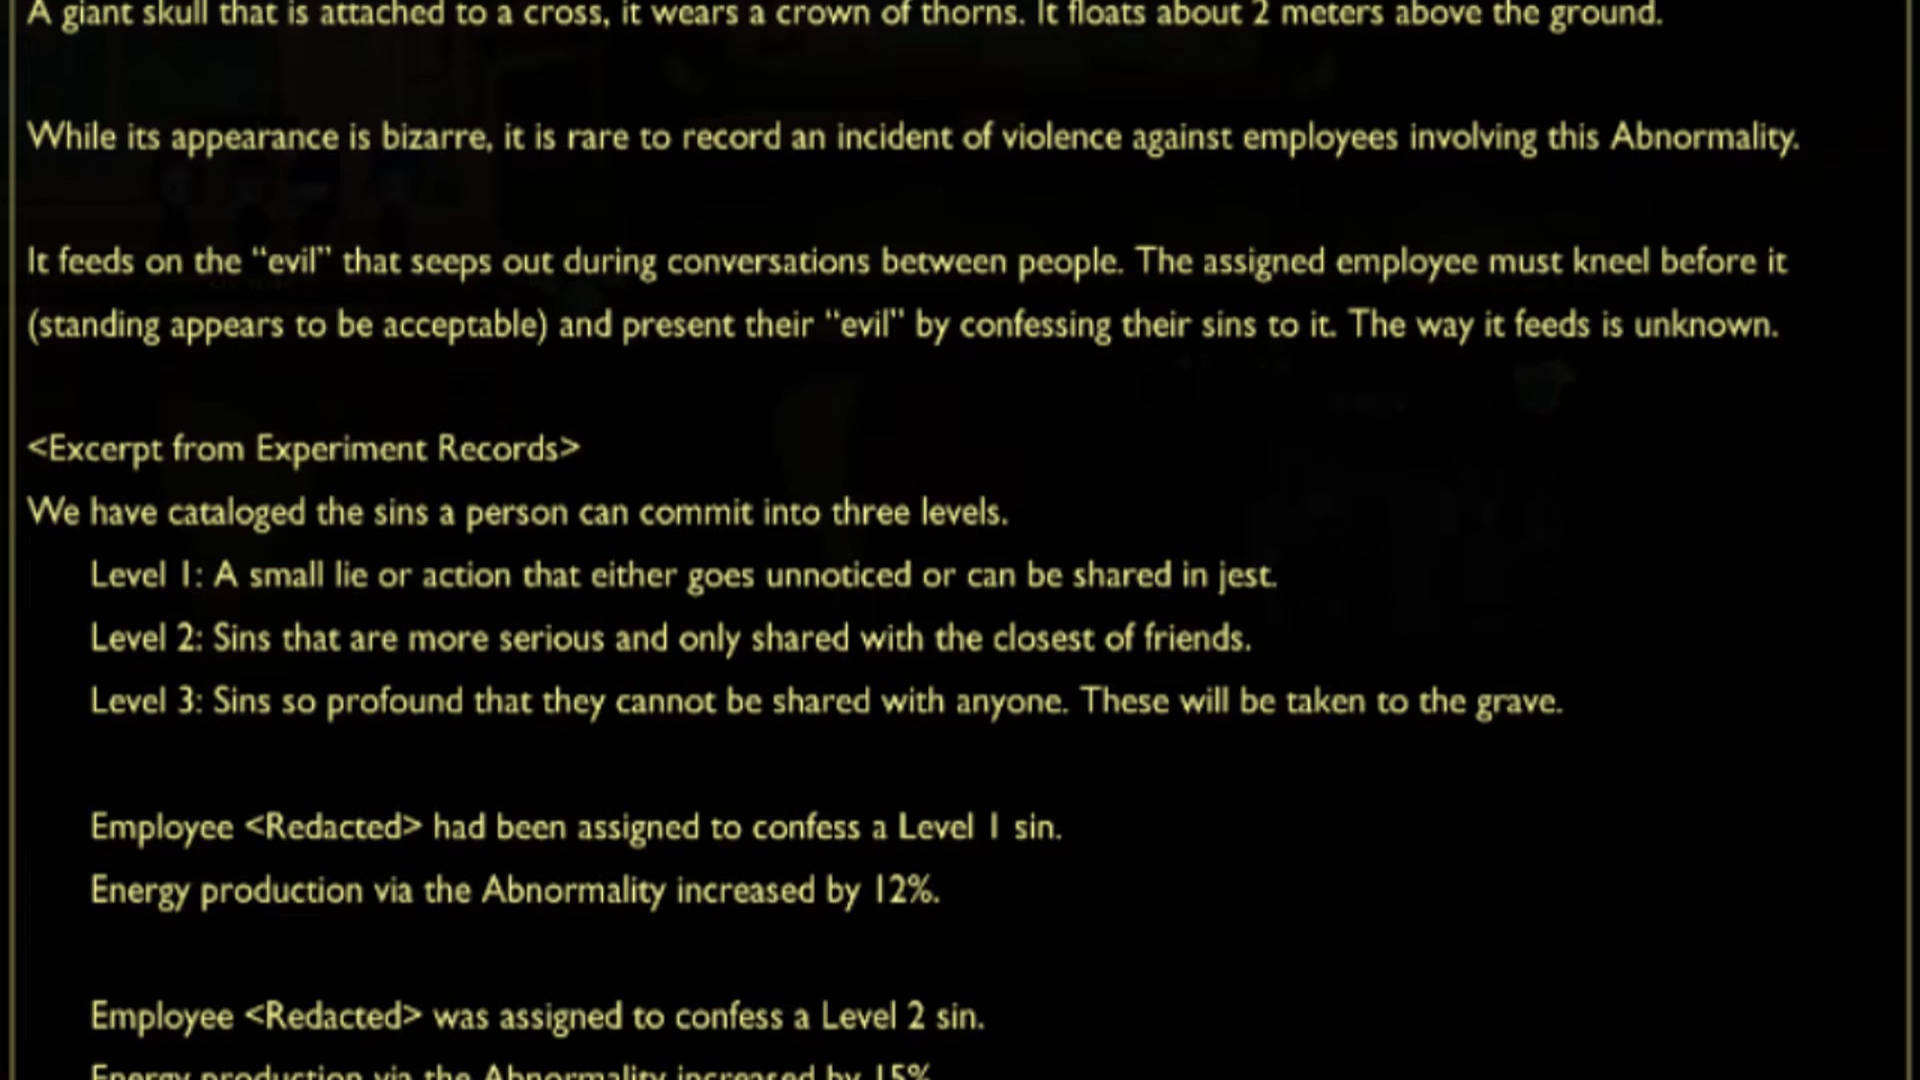 A giant skull that is attached to a cross, it wears a crown of thorns. It floats about 2 meters above the ground.
While its appearance is bizarre, it is rare to record an incident of violence against employees involving this Abnormality.
It feeds on the “evil” that seeps out during conversations between people. The assigned employee must kneel before it
(standing appears to be acceptable) and present their “evil” by confessing their sins to it. The way it feeds is unknown.
<Excerpt from Experiment Records>
We have cataloged the sins a person can commit into three levels.
Level 1: A small lie or action that either goes unnoticed or can be shared in jest.
Level 2: Sins that are more serious and only shared with the closest of friends.
Level 3: Sins so profound that they cannot be shared with anyone. These will be taken to the grave.
Employee <Redacted> had been assigned to confess a Level 1 sin.
Energy production via the Abnormality increased by 12%.
Employee <Redacted> was assigned to confess a Level 2 sin.
Energy production via the Abnormality increased by 15%